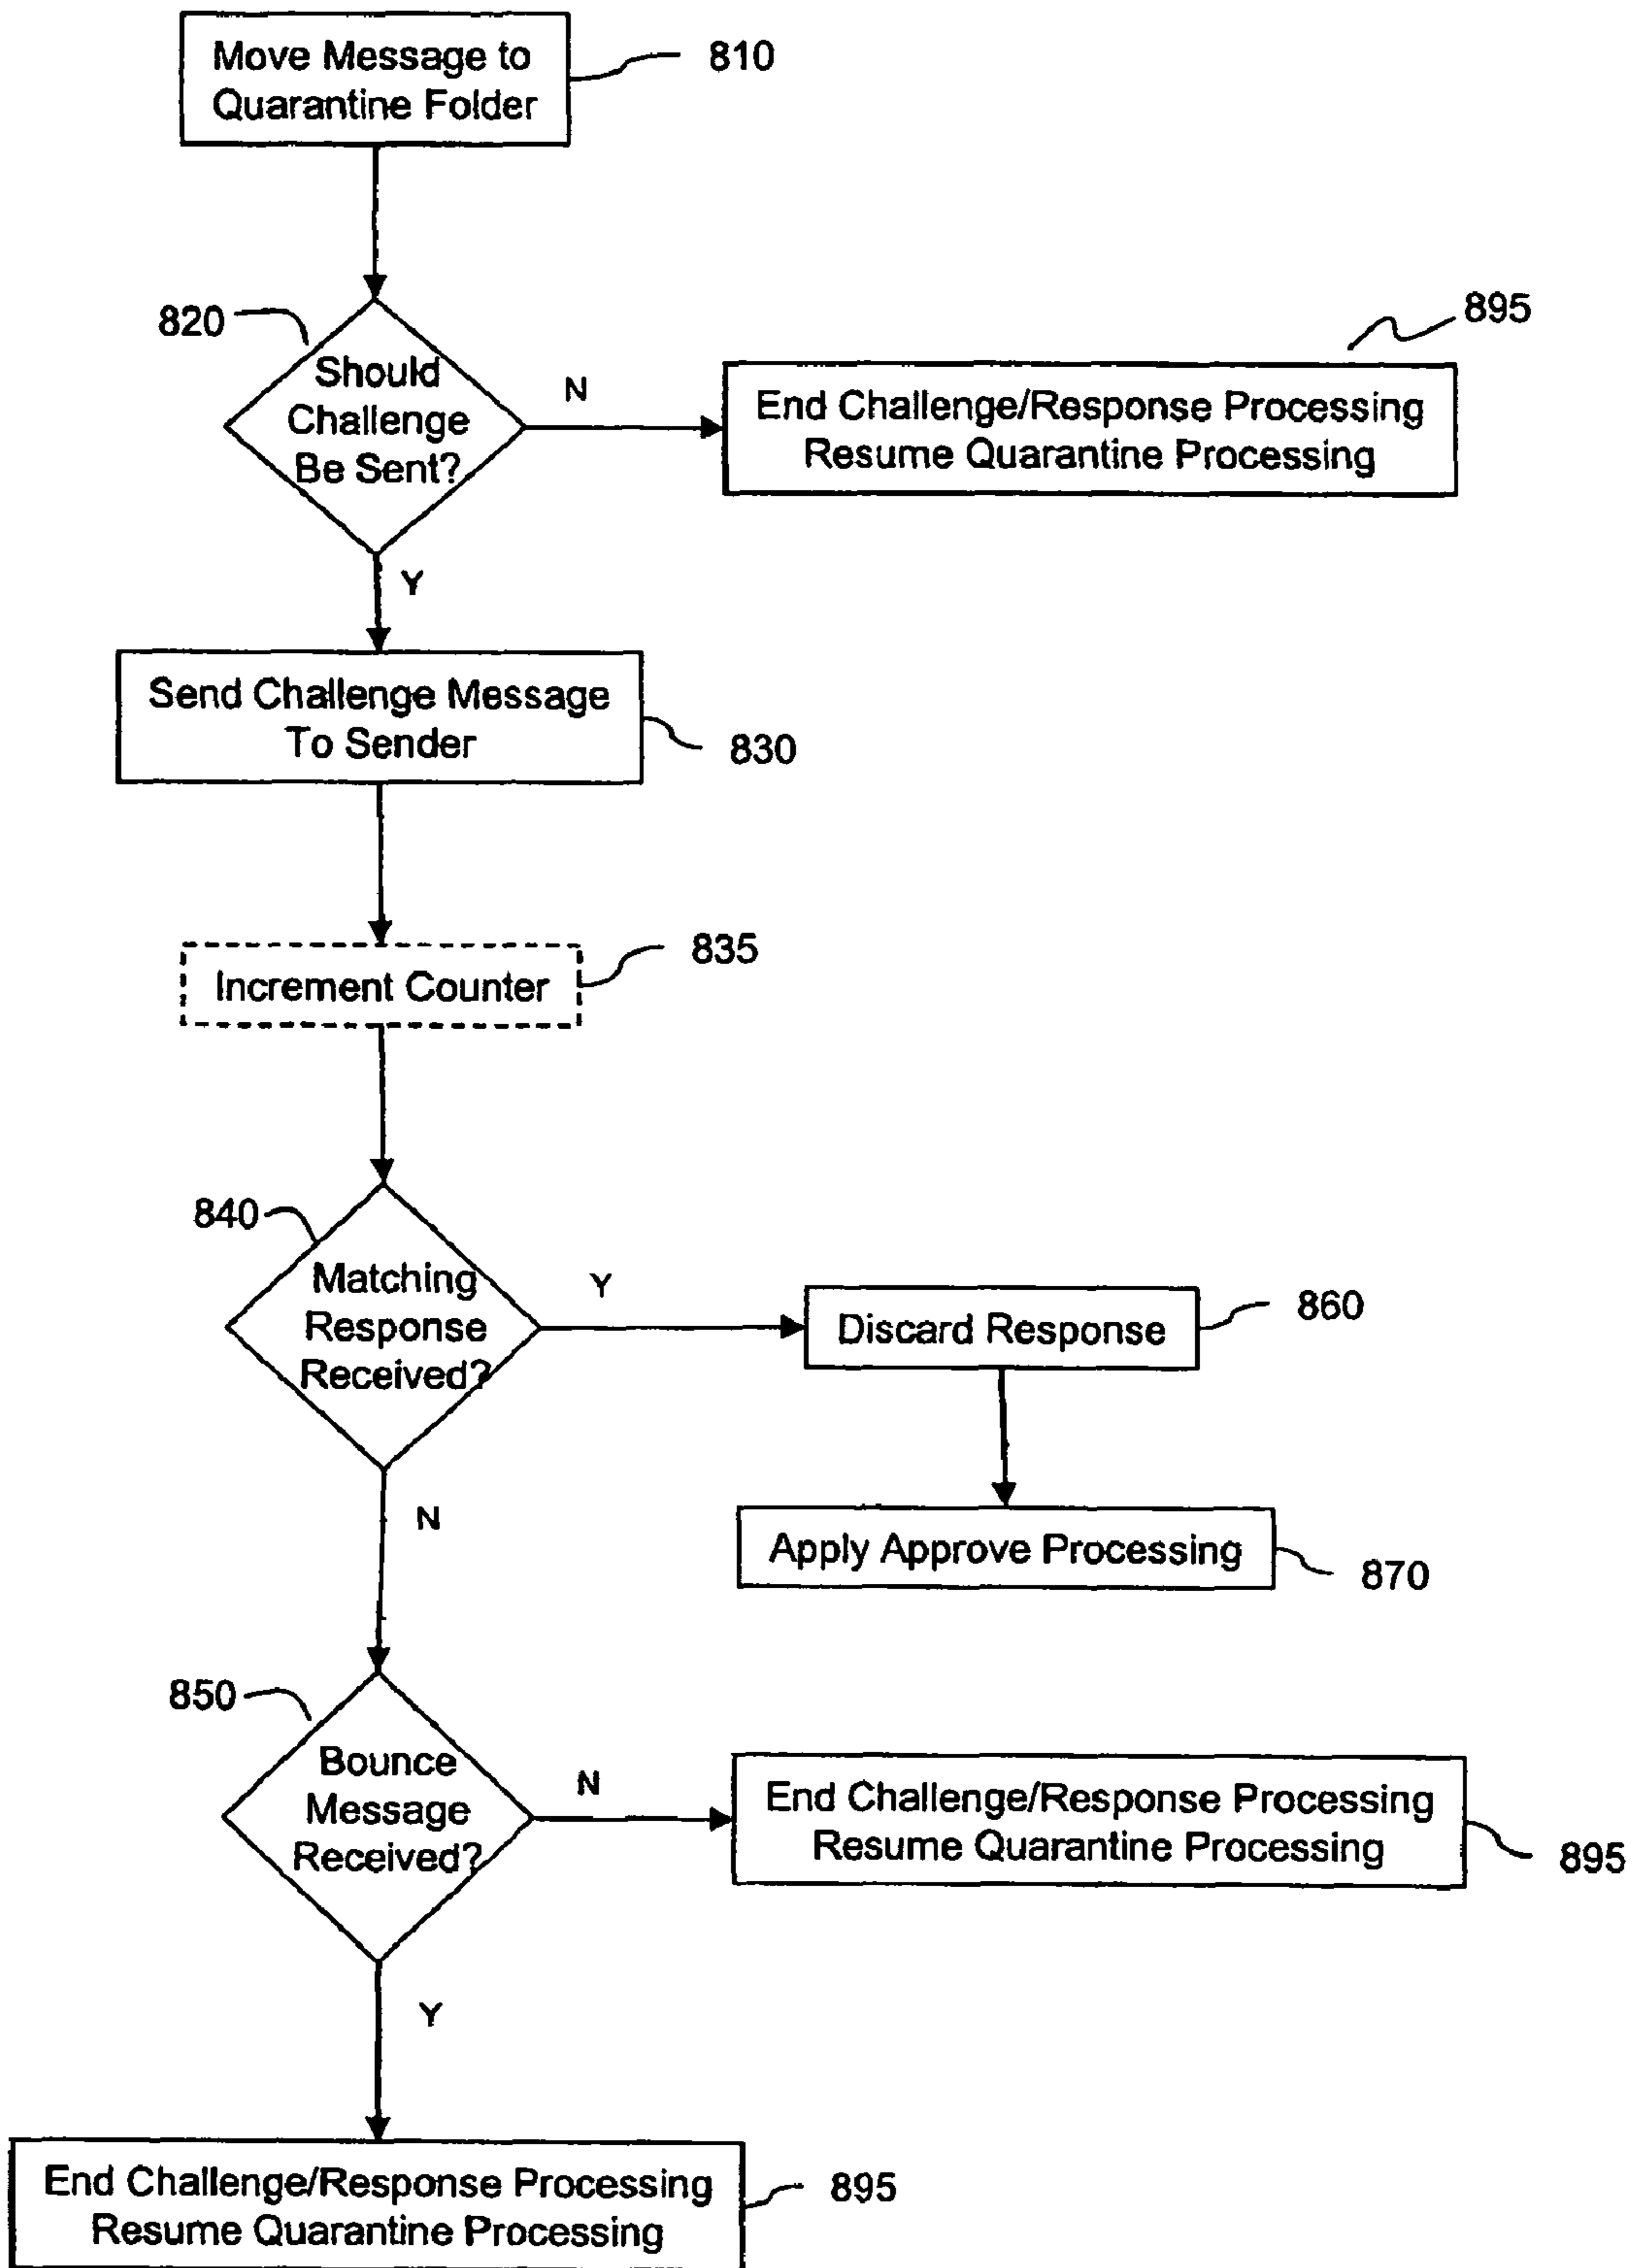 Move Message to
Quarantine Folder
810
820
Should
Challenge
Be Sent?
N
895
End Challenge/Response Processing
Resume Quarantine Processing
Y
Send Challenge Message
To Sender
830
Increment Counter
835
840
Matching
Response
Received?
Y
Discard Response
860
Apply Approve Processing
870
N
850
Bounce
Message
Received?
N
End Challenge/Response Processing
Resume Quarantine Processing
895
Y
End Challenge/Response Processing
Resume Quarantine Processing
895